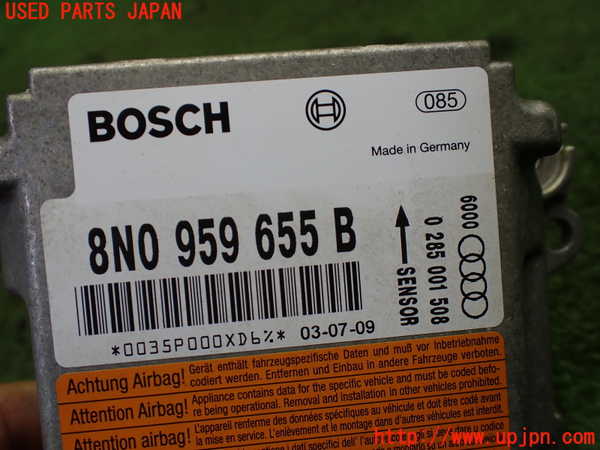 USED PARTS JAPAN
BOSCH
085
Made in Germany
8N0 959 655 B
SENSOR
0 285 001 508
6000
*0035P000XD6%* 03-07-09
Achtung Airbag! Gerät enthält fahrzeugspezifische Daten und muß vor Inbetriebnahme
codiert werden. Entfernen und Einbau in andere Fahrzeuge verboten.
Attention Airbag! Appliance contains data for the specific vehicle and must be coded befo-
re being operational. Removal and installation in other vehicles prohibited.
Attention airbag! L'appareil renferme des données spécifiques au véhicule et doit être codé avant
la mise en service. L'enlèvement et le montage dans d'autres véhicules est interdit.
http://www.upjpn.com/